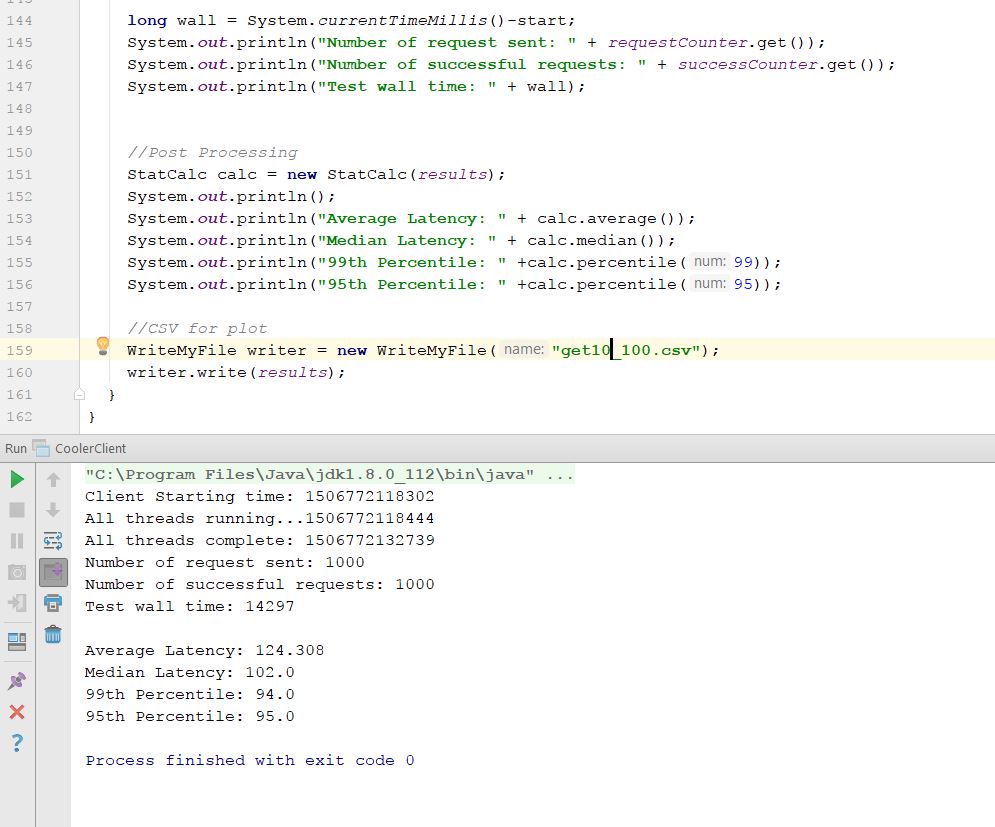 144 long wall = System.currentTimeMillis()-start;
145 System.out.println("Number of request sent: " + requestCounter.get());
146 System.out.println("Number of successful requests: " + successCounter.get());
147 System.out.println("Test wall time: " + wall);
148
149
150 //Post Processing
151 StatCalc calc = new StatCalc(results);
152 System.out.println();
153 System.out.println("Average Latency: " + calc.average());
154 System.out.println("Median Latency: " + calc.median());
155 System.out.println("99th Percentile: " +calc.percentile( num: 99));
156 System.out.println("95th Percentile: " +calc.percentile( num: 95));
157
158 //CSV for plot
159 WriteMyFile writer = new WriteMyFile( name: "get10_100.csv");
160 writer.write(results);
161 }
162 }
Run CoolerClient
"C:\Program Files\Java\jdk1.8.0_112\bin\java" ...
Client Starting time: 1506772118302
All threads running...1506772118444
All threads complete: 1506772132739
Number of request sent: 1000
Number of successful requests: 1000
Test wall time: 14297
Average Latency: 124.308
Median Latency: 102.0
99th Percentile: 94.0
95th Percentile: 95.0
Process finished with exit code 0